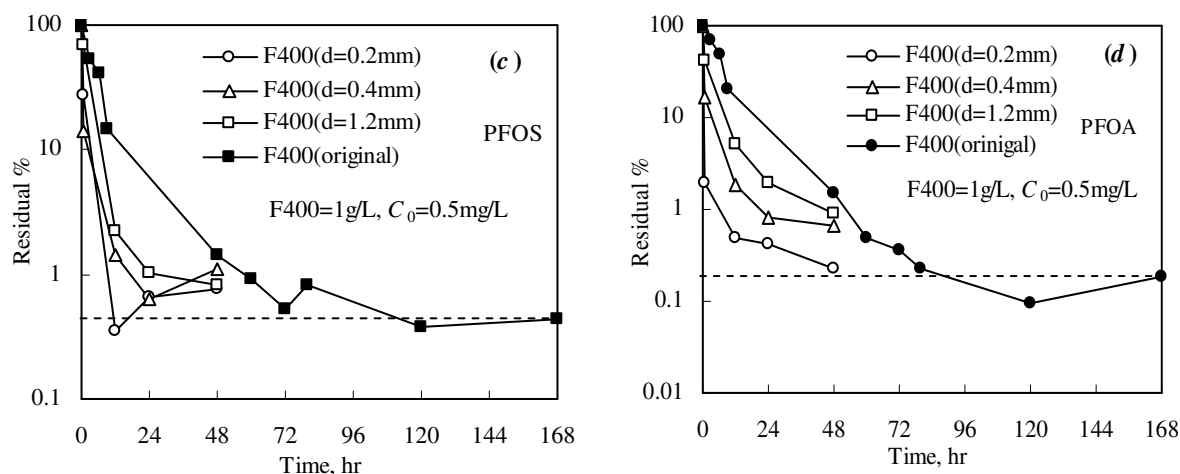 100
10
1
0.1
Residual %
(c)
F400(d=0.2mm)
F400(d=0.4mm)
F400(d=1.2mm)
F400(original)
PFOS
F400=1g/L, C0=0.5mg/L
0 24 48 72 96 120 144 168
Time, hr
100
10
1
0.1
0.01
Residual %
(d)
F400(d=0.2mm)
F400(d=0.4mm)
F400(d=1.2mm)
F400(orinigal)
PFOA
F400=1g/L, C0=0.5mg/L
0 24 48 72 96 120 144 168
Time, hr